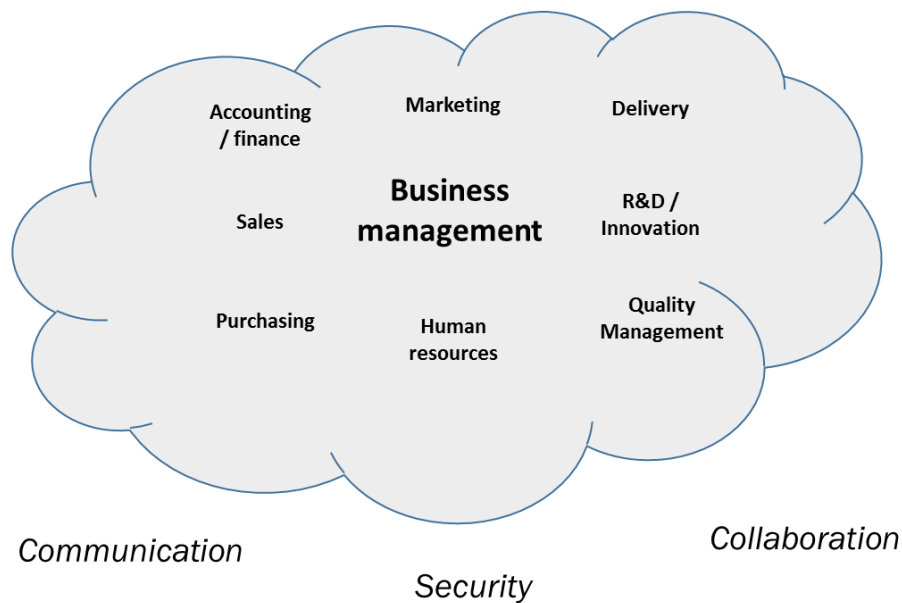 Accounting
/ finance
Marketing
Delivery
Business
management
Sales
R&D /
Innovation
Purchasing
Human
resources
Quality
Management
Communication
Security
Collaboration